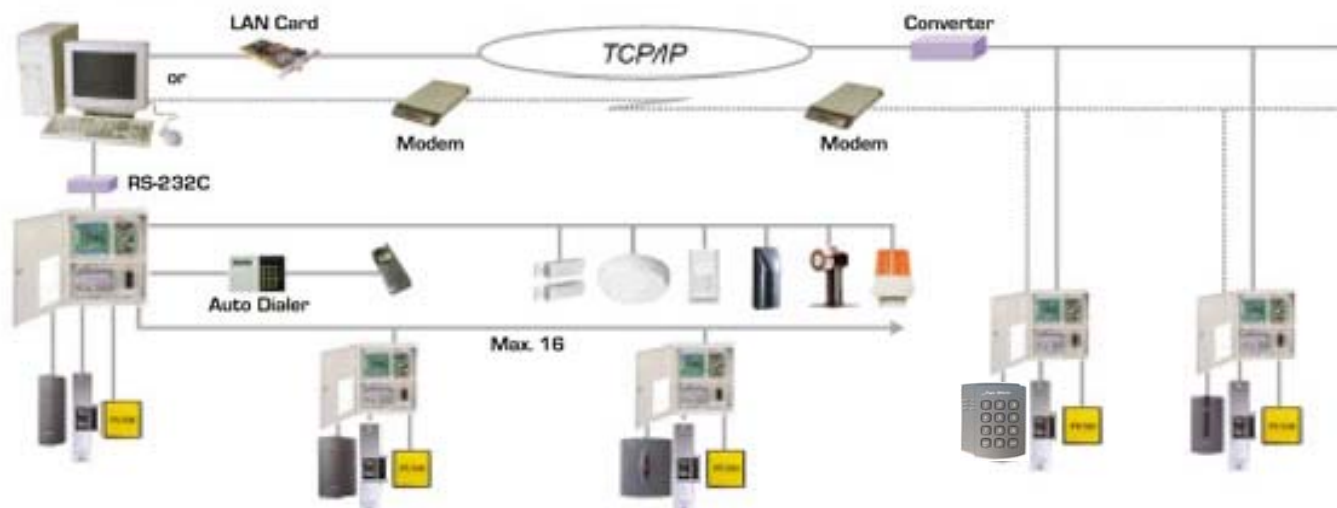 LAN Card
TCP/IP
Converter
or
Modem
Modem
RS-232C
Auto Dialer
Max. 16